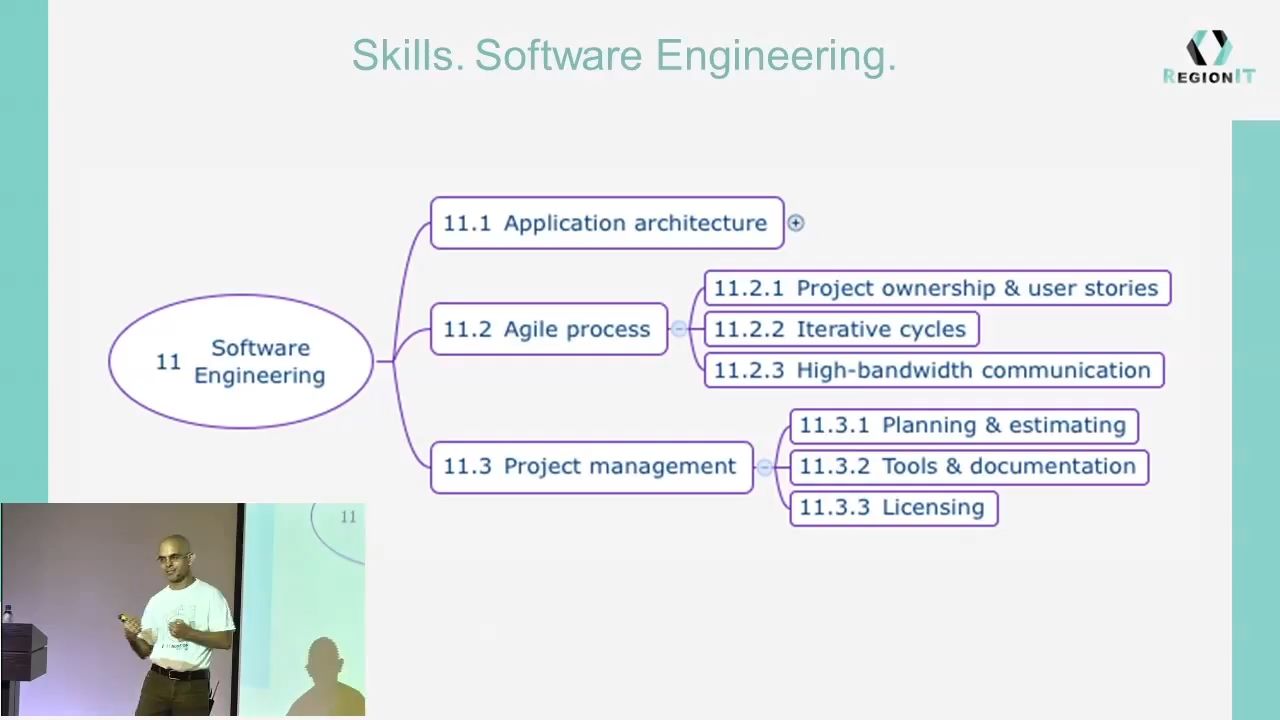 Skills. Software Engineering.
REGIONIT
11.1 Application architecture
11.2.1 Project ownership & user stories
11.2 Agile process
11.2.2 Iterative cycles
11.2.3 High-bandwidth communication
11 Software
Engineering
11.3.1 Planning & estimating
11.3 Project management
11.3.2 Tools & documentation
11.3.3 Licensing
11